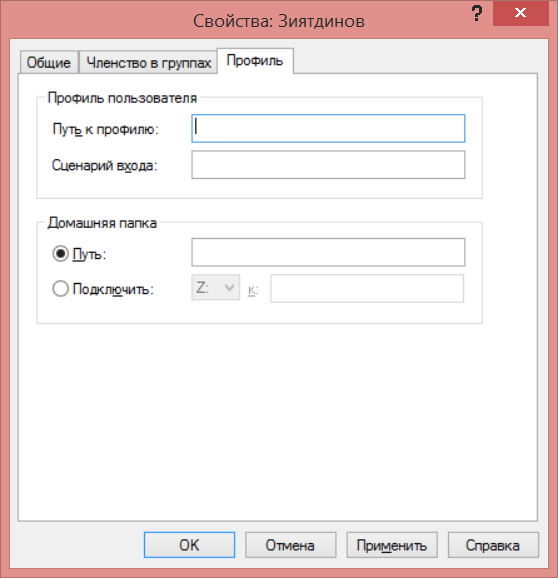 Свойства: Зиятдинов ?
Общие Членство в группах Профиль
Профиль пользователя
Путь к профилю:
Сценарий входа:
Домашняя папка
Путь:
Подключить: Z: к:
OK Отмена Применить Справка